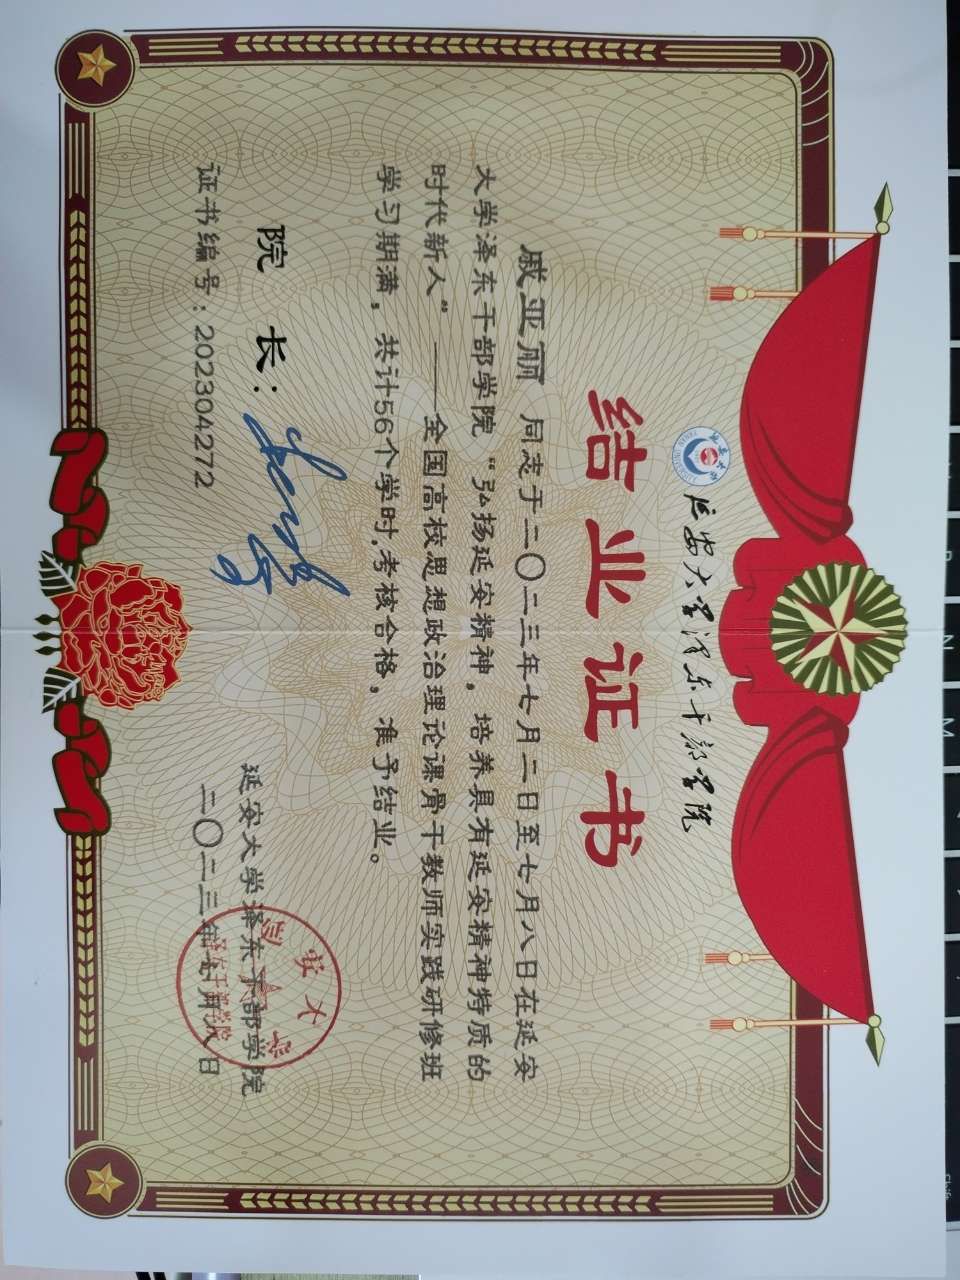 延安大学泽东干部学院
结业证书
戚亚丽 同志于二〇二三年七月二日至七月八日在延安
大学泽东干部学院“弘扬延安精神，培养具有延安精神特质的
时代新人”——全国高校思想政治理论课骨干教师实践研修班
学习期满，共计56个学时，考核合格，准予结业。
院 长：
延安大学泽东干部学院
证书编号：202304272
二〇二三年七月八日